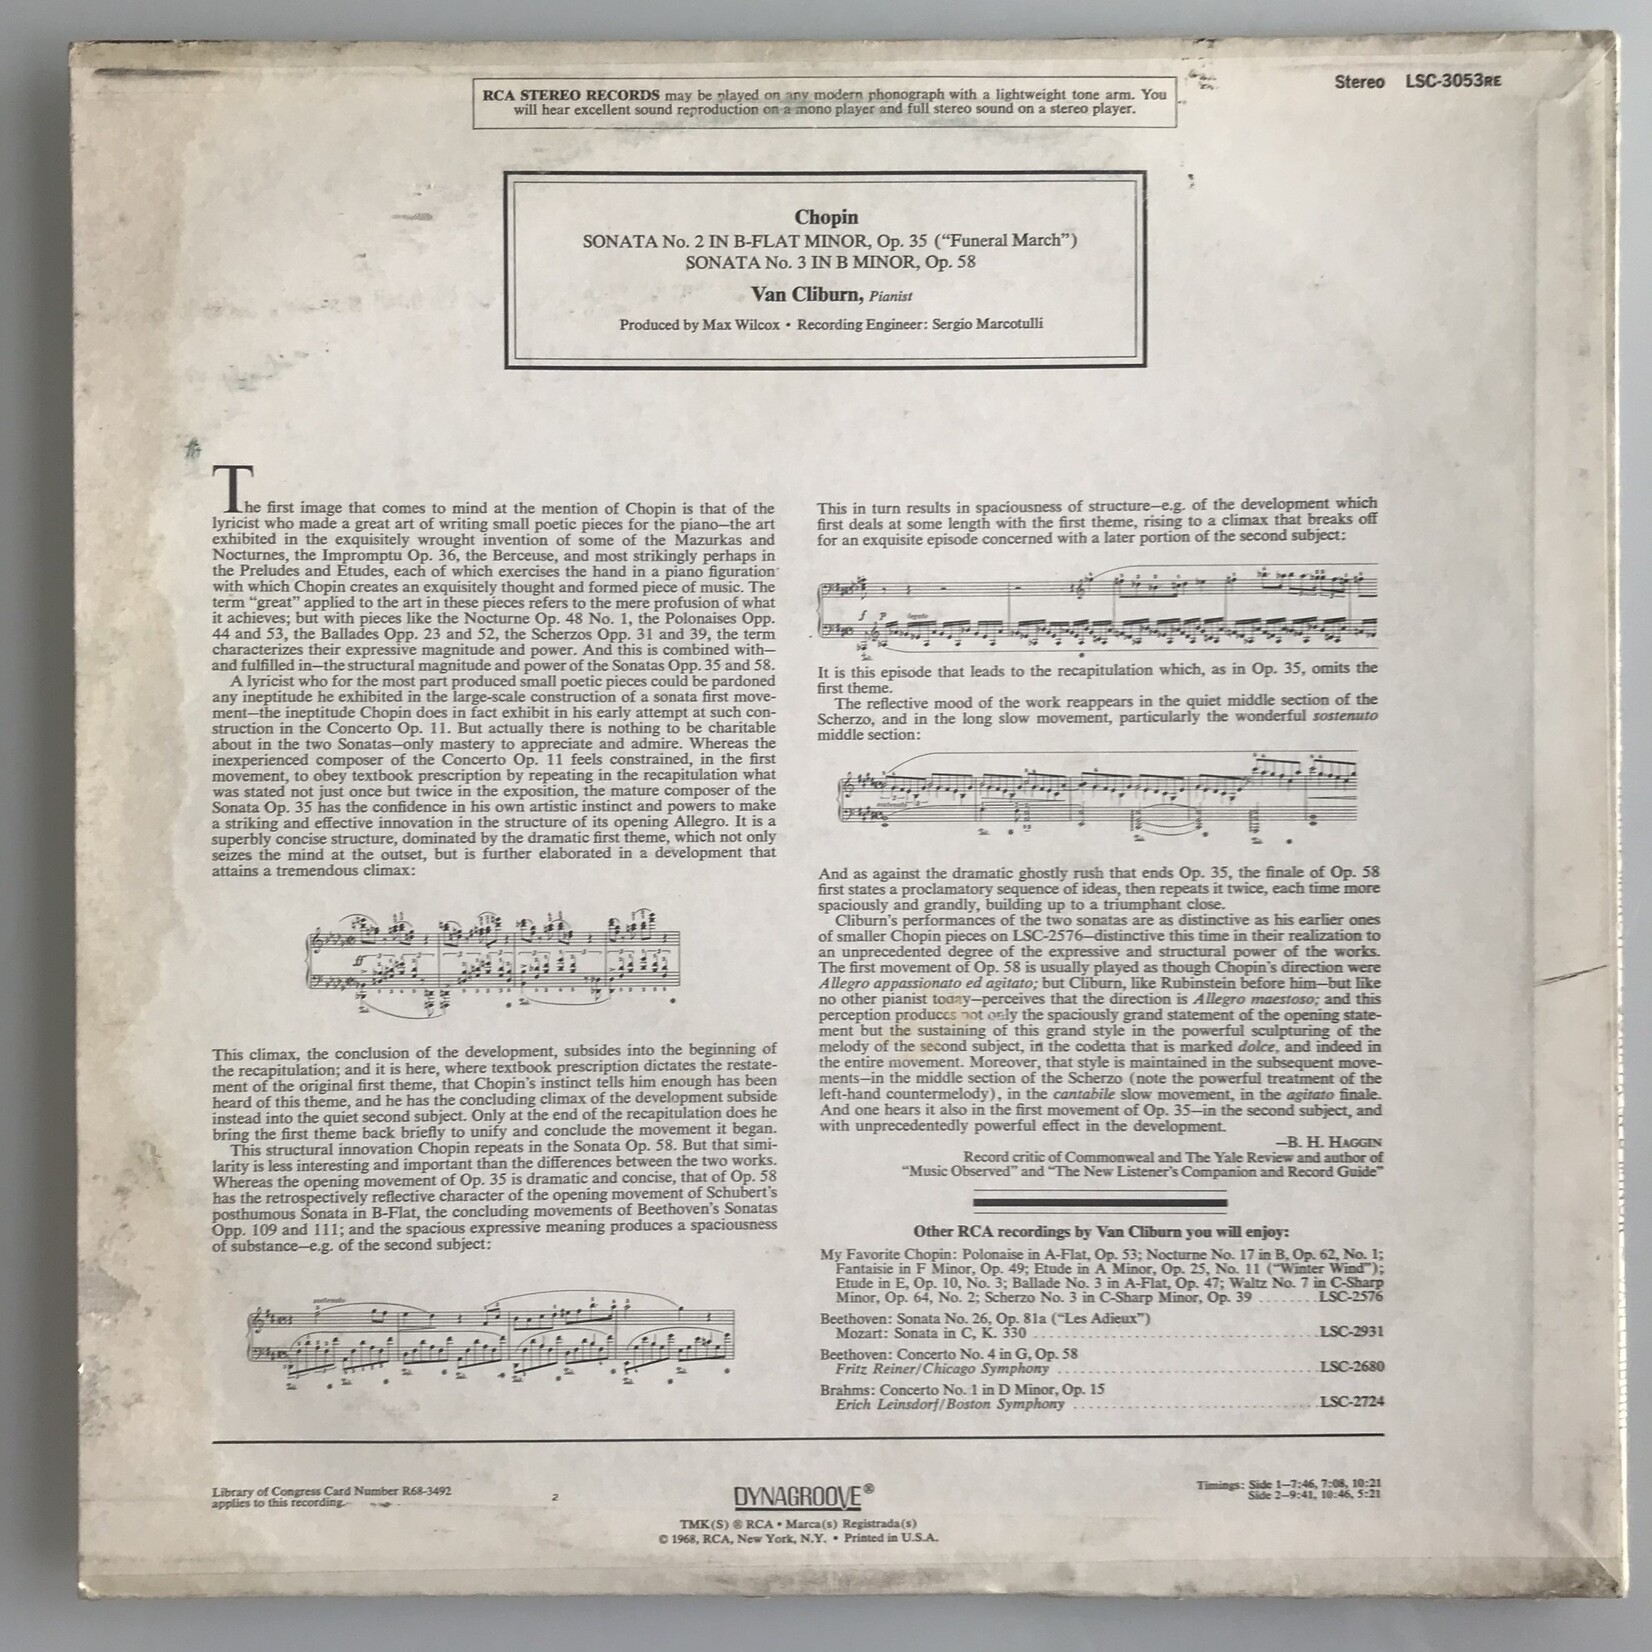 Stereo LSC-3053RE
RCA STEREO RECORDS may be played on any modern phonograph with a lightweight tone arm. You
will hear excellent sound reproduction on a mono player and full stereo sound on a stereo player.
Chopin
SONATA No. 2 IN B-FLAT MINOR, Op. 35 (“Funeral March”)
SONATA No. 3 IN B MINOR, Op. 58
Van Cliburn, Pianist
Produced by Max Wilcox • Recording Engineer: Sergio Marcotulli
The first image that comes to mind at the mention of Chopin is that of the
lyricist who made a great art of writing small poetic pieces for the piano—the art
exhibited in the exquisitely wrought invention of some of the Mazurkas and
Nocturnes, the Impromptu Op. 36, the Berceuse, and most strikingly perhaps in
the Preludes and Etudes, each of which exercises the hand in a piano figuration
with which Chopin creates an exquisitely thought and formed piece of music. The
term “great” applied to the art in these pieces refers to the mere profusion of what
it achieves; but with pieces like the Nocturne Op. 48 No. 1, the Polonaises Opp.
44 and 53, the Ballades Opp. 23 and 52, the Scherzos Opp. 31 and 39, the term
characterizes their expressive magnitude and power. And this is combined with—
and fulfilled in—the structural magnitude and power of the Sonatas Opp. 35 and 58.
A lyricist who for the most part produced small poetic pieces could be pardoned
any ineptitude he exhibited in the large-scale construction of a sonata first move-
ment—the ineptitude Chopin does in fact exhibit in his early attempt at such con-
struction in the Concerto Op. 11. But actually there is nothing to be charitable
about in the two Sonatas—only mastery to appreciate and admire. Whereas the
inexperienced composer of the Concerto Op. 11 feels constrained, in the first
movement, to obey textbook prescription by repeating in the recapitulation what
was stated not just once but twice in the exposition, the mature composer of the
Sonata Op. 35 has the confidence in his own artistic instinct and powers to make
a striking and effective innovation in the structure of its opening Allegro. It is a
superbly concise structure, dominated by the dramatic first theme, which not only
seizes the mind at the outset, but is further elaborated in a development that
attains a tremendous climax:
ff
This climax, the conclusion of the development, subsides into the beginning of
the recapitulation; and it is here, where textbook prescription dictates the restate-
ment of the original first theme, that Chopin's instinct tells him enough has been
heard of this theme, and he has the concluding climax of the development subside
instead into the quiet second subject. Only at the end of the recapitulation does he
bring the first theme back briefly to unify and conclude the movement it began.
This structural innovation Chopin repeats in the Sonata Op. 58. But that simi-
larity is less interesting and important than the differences between the two works.
Whereas the opening movement of Op. 35 is dramatic and concise, that of Op. 58
has the retrospectively reflective character of the opening movement of Schubert's
posthumous Sonata in B-Flat, the concluding movements of Beethoven's Sonatas
Opp. 109 and 111; and the spacious expressive meaning produces a spaciousness
of substance—e.g. of the second subject:
sostenuto
This in turn results in spaciousness of structure—e.g. of the development which
first deals at some length with the first theme, rising to a climax that breaks off
for an exquisite episode concerned with a later portion of the second subject:
f p
It is this episode that leads to the recapitulation which, as in Op. 35, omits the
first theme.
The reflective mood of the work reappears in the quiet middle section of the
Scherzo, and in the long slow movement, particularly the wonderful sostenuto
middle section:
sostenuto
And as against the dramatic ghostly rush that ends Op. 35, the finale of Op. 58
first states a proclamatory sequence of ideas, then repeats it twice, each time more
spaciously and grandly, building up to a triumphant close.
Cliburn's performances of the two sonatas are as distinctive as his earlier ones
of smaller Chopin pieces on LSC-2576—distinctive this time in their realization to
an unprecedented degree of the expressive and structural power of the works.
The first movement of Op. 58 is usually played as though Chopin's direction were
Allegro appassionato ed agitato; but Cliburn, like Rubinstein before him—but like
no other pianist today—perceives that the direction is Allegro maestoso; and this
perception produces not only the spaciously grand statement of the opening state-
ment but the sustaining of this grand style in the powerful sculpturing of the
melody of the second subject, in the codetta that is marked dolce, and indeed in
the entire movement. Moreover, that style is maintained in the subsequent move-
ments—in the middle section of the Scherzo (note the powerful treatment of the
left-hand countermelody), in the cantabile slow movement, in the agitato finale.
And one hears it also in the first movement of Op. 35—in the second subject, and
with unprecedentedly powerful effect in the development.
—B. H. HAGGIN
Record critic of Commonweal and The Yale Review and author of
“Music Observed” and “The New Listener's Companion and Record Guide”
Other RCA recordings by Van Cliburn you will enjoy:
My Favorite Chopin: Polonaise in A-Flat, Op. 53; Nocturne No. 17 in B, Op. 62, No. 1;
Fantaisie in F Minor, Op. 49; Etude in A Minor, Op. 25, No. 11 (“Winter Wind”);
Etude in E, Op. 10, No. 3; Ballade No. 3 in A-Flat, Op. 47; Waltz No. 7 in C-Sharp
Minor, Op. 64, No. 2; Scherzo No. 3 in C-Sharp Minor, Op. 39 ........ LSC-2576
Beethoven: Sonata No. 26, Op. 81a (“Les Adieux”)
Mozart: Sonata in C, K. 330 ........ LSC-2931
Beethoven: Concerto No. 4 in G, Op. 58
Fritz Reiner/Chicago Symphony ........ LSC-2680
Brahms: Concerto No. 1 in D Minor, Op. 15
Erich Leinsdorf/Boston Symphony ........ LSC-2724
Library of Congress Card Number R68-3492
applies to this recording.
2
DYNAGROOVE®
TMK(S) ® RCA • Marca(s) Registrada(s)
© 1968, RCA, New York, N.Y. • Printed in U.S.A.
Timings: Side 1—7:46, 7:08, 10:21
Side 2—9:41, 10:46, 5:21